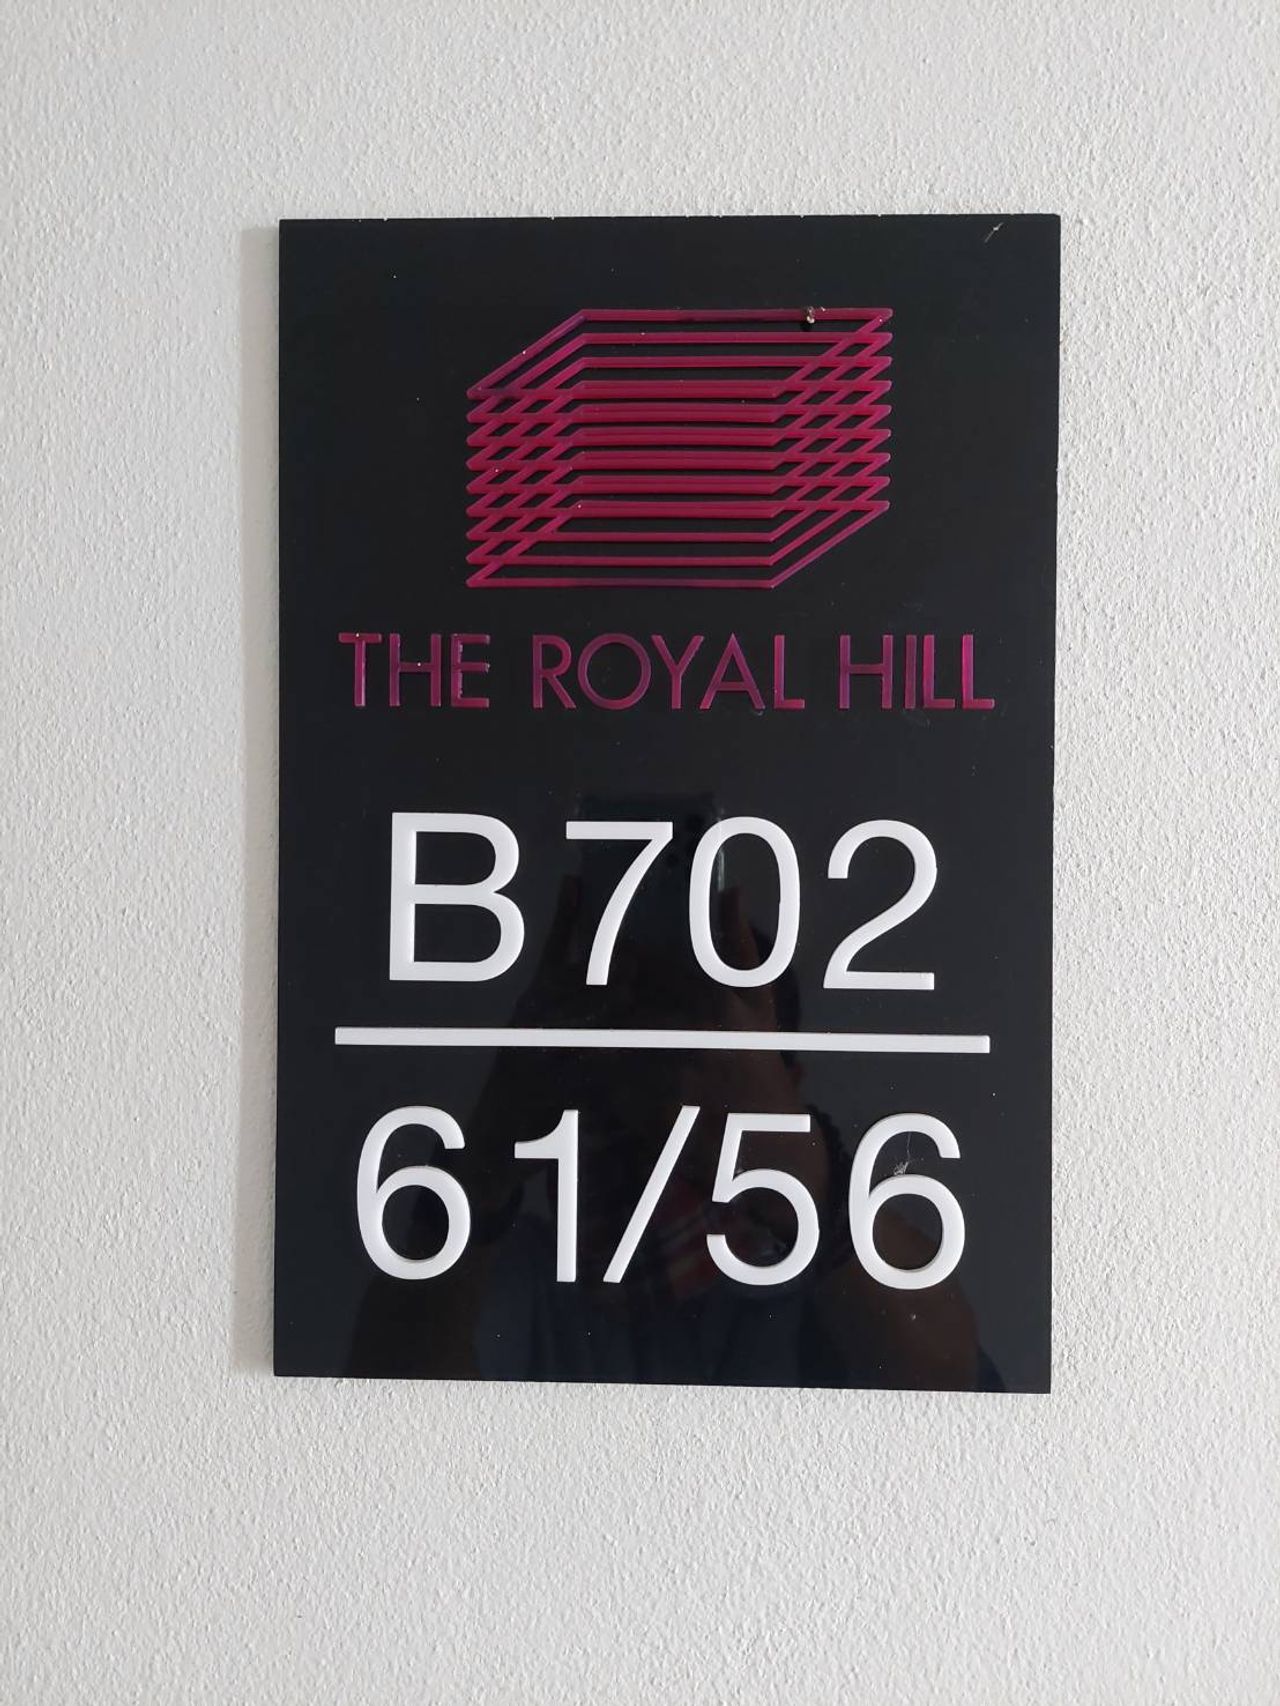 THE ROYAL HILL
B702
61/56